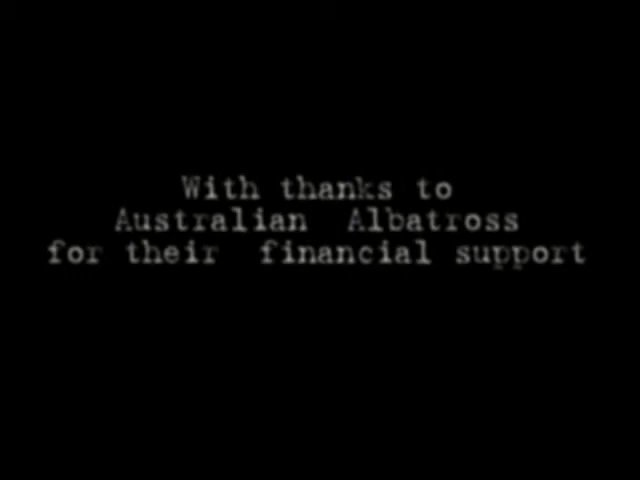 With thanks to
Australian Albatross
for their financial support